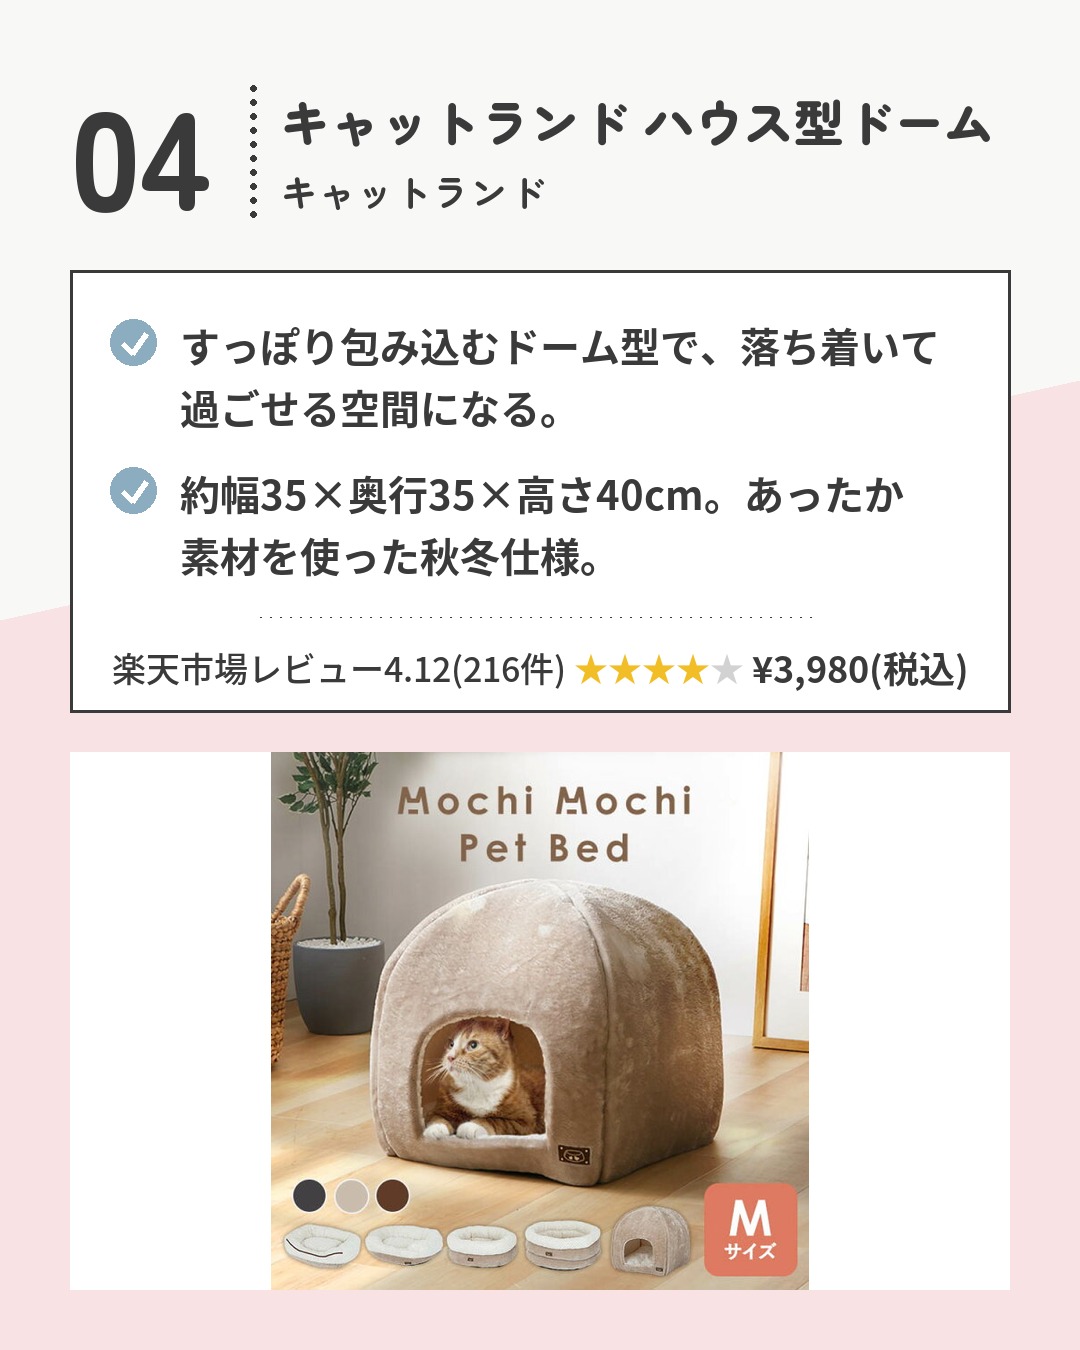 04
キャットランド ハウス型ドーム
キャットランド
すっぽり包み込むドーム型で、落ち着いて
過ごせる空間になる。
約幅35×奥行35×高さ40cm。あったか
素材を使った秋冬仕様。
楽天市場レビュー4.12(216件) ★★★★★ ¥3,980(税込)
Mochi Mochi
Pet Bed
M
サイズ